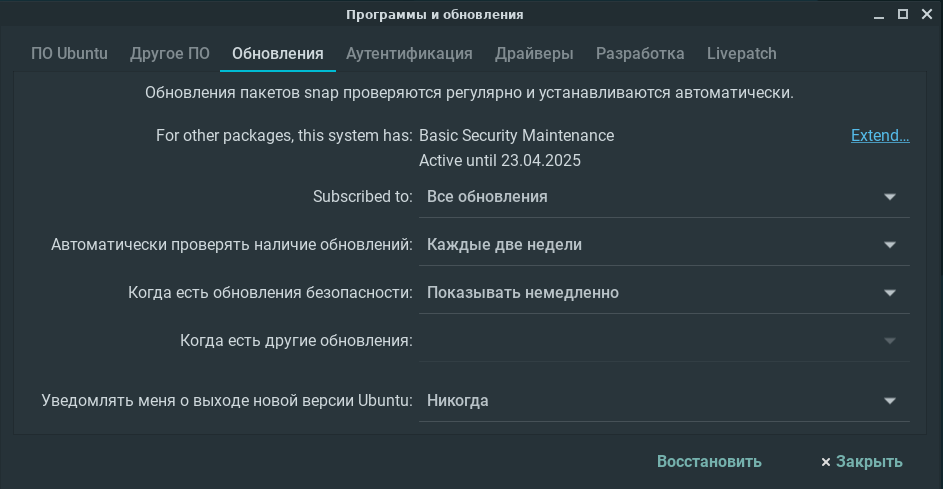 Программы и обновления
ПО Ubuntu Другое ПО Обновления Аутентификация Драйверы Разработка Livepatch
Обновления пакетов snap проверяются регулярно и устанавливаются автоматически.
For other packages, this system has: Basic Security Maintenance Extend...
Active until 23.04.2025
Subscribed to: Все обновления
Автоматически проверять наличие обновлений: Каждые две недели
Когда есть обновления безопасности: Показывать немедленно
Когда есть другие обновления:
Уведомлять меня о выходе новой версии Ubuntu: Никогда
Восстановить Закрыть